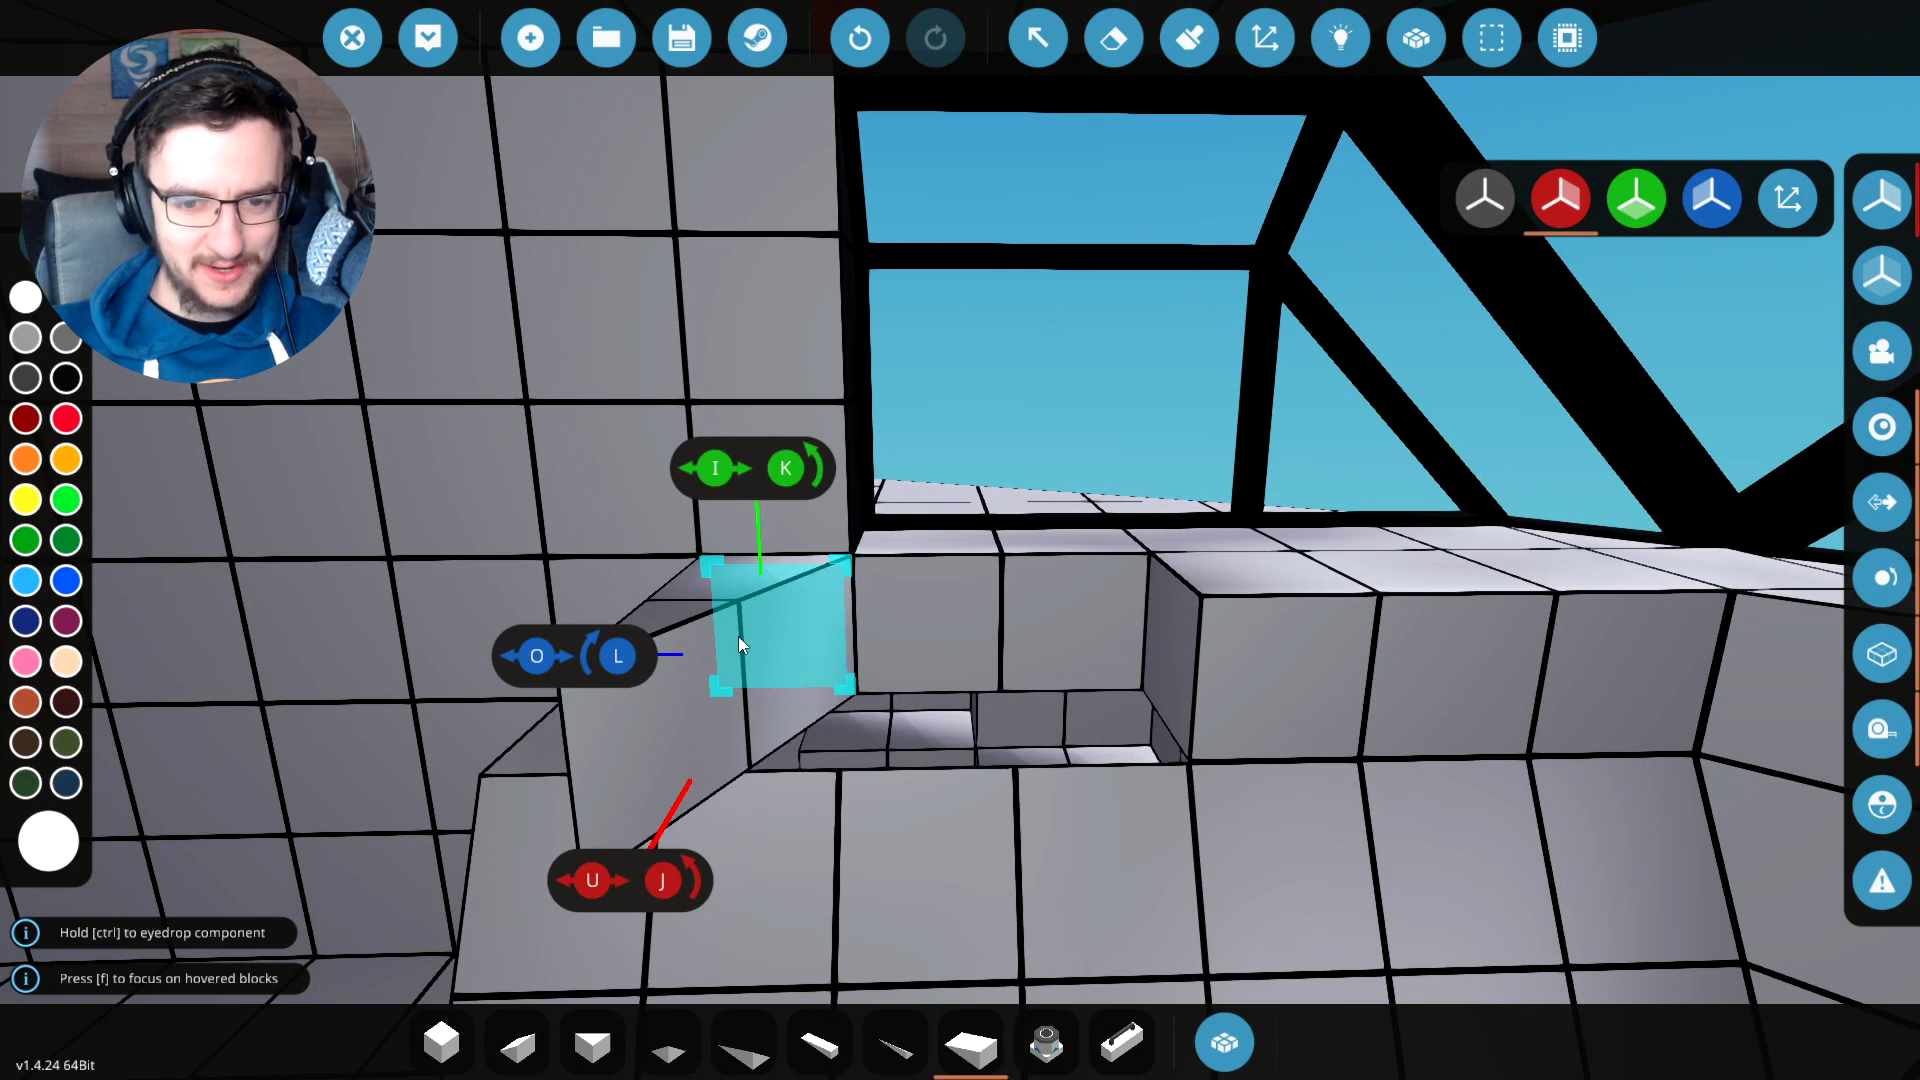 I K
O L
U J
Hold [ctrl] to eyedrop component
Press [f] to focus on hovered blocks
v1.4.24 64Bit